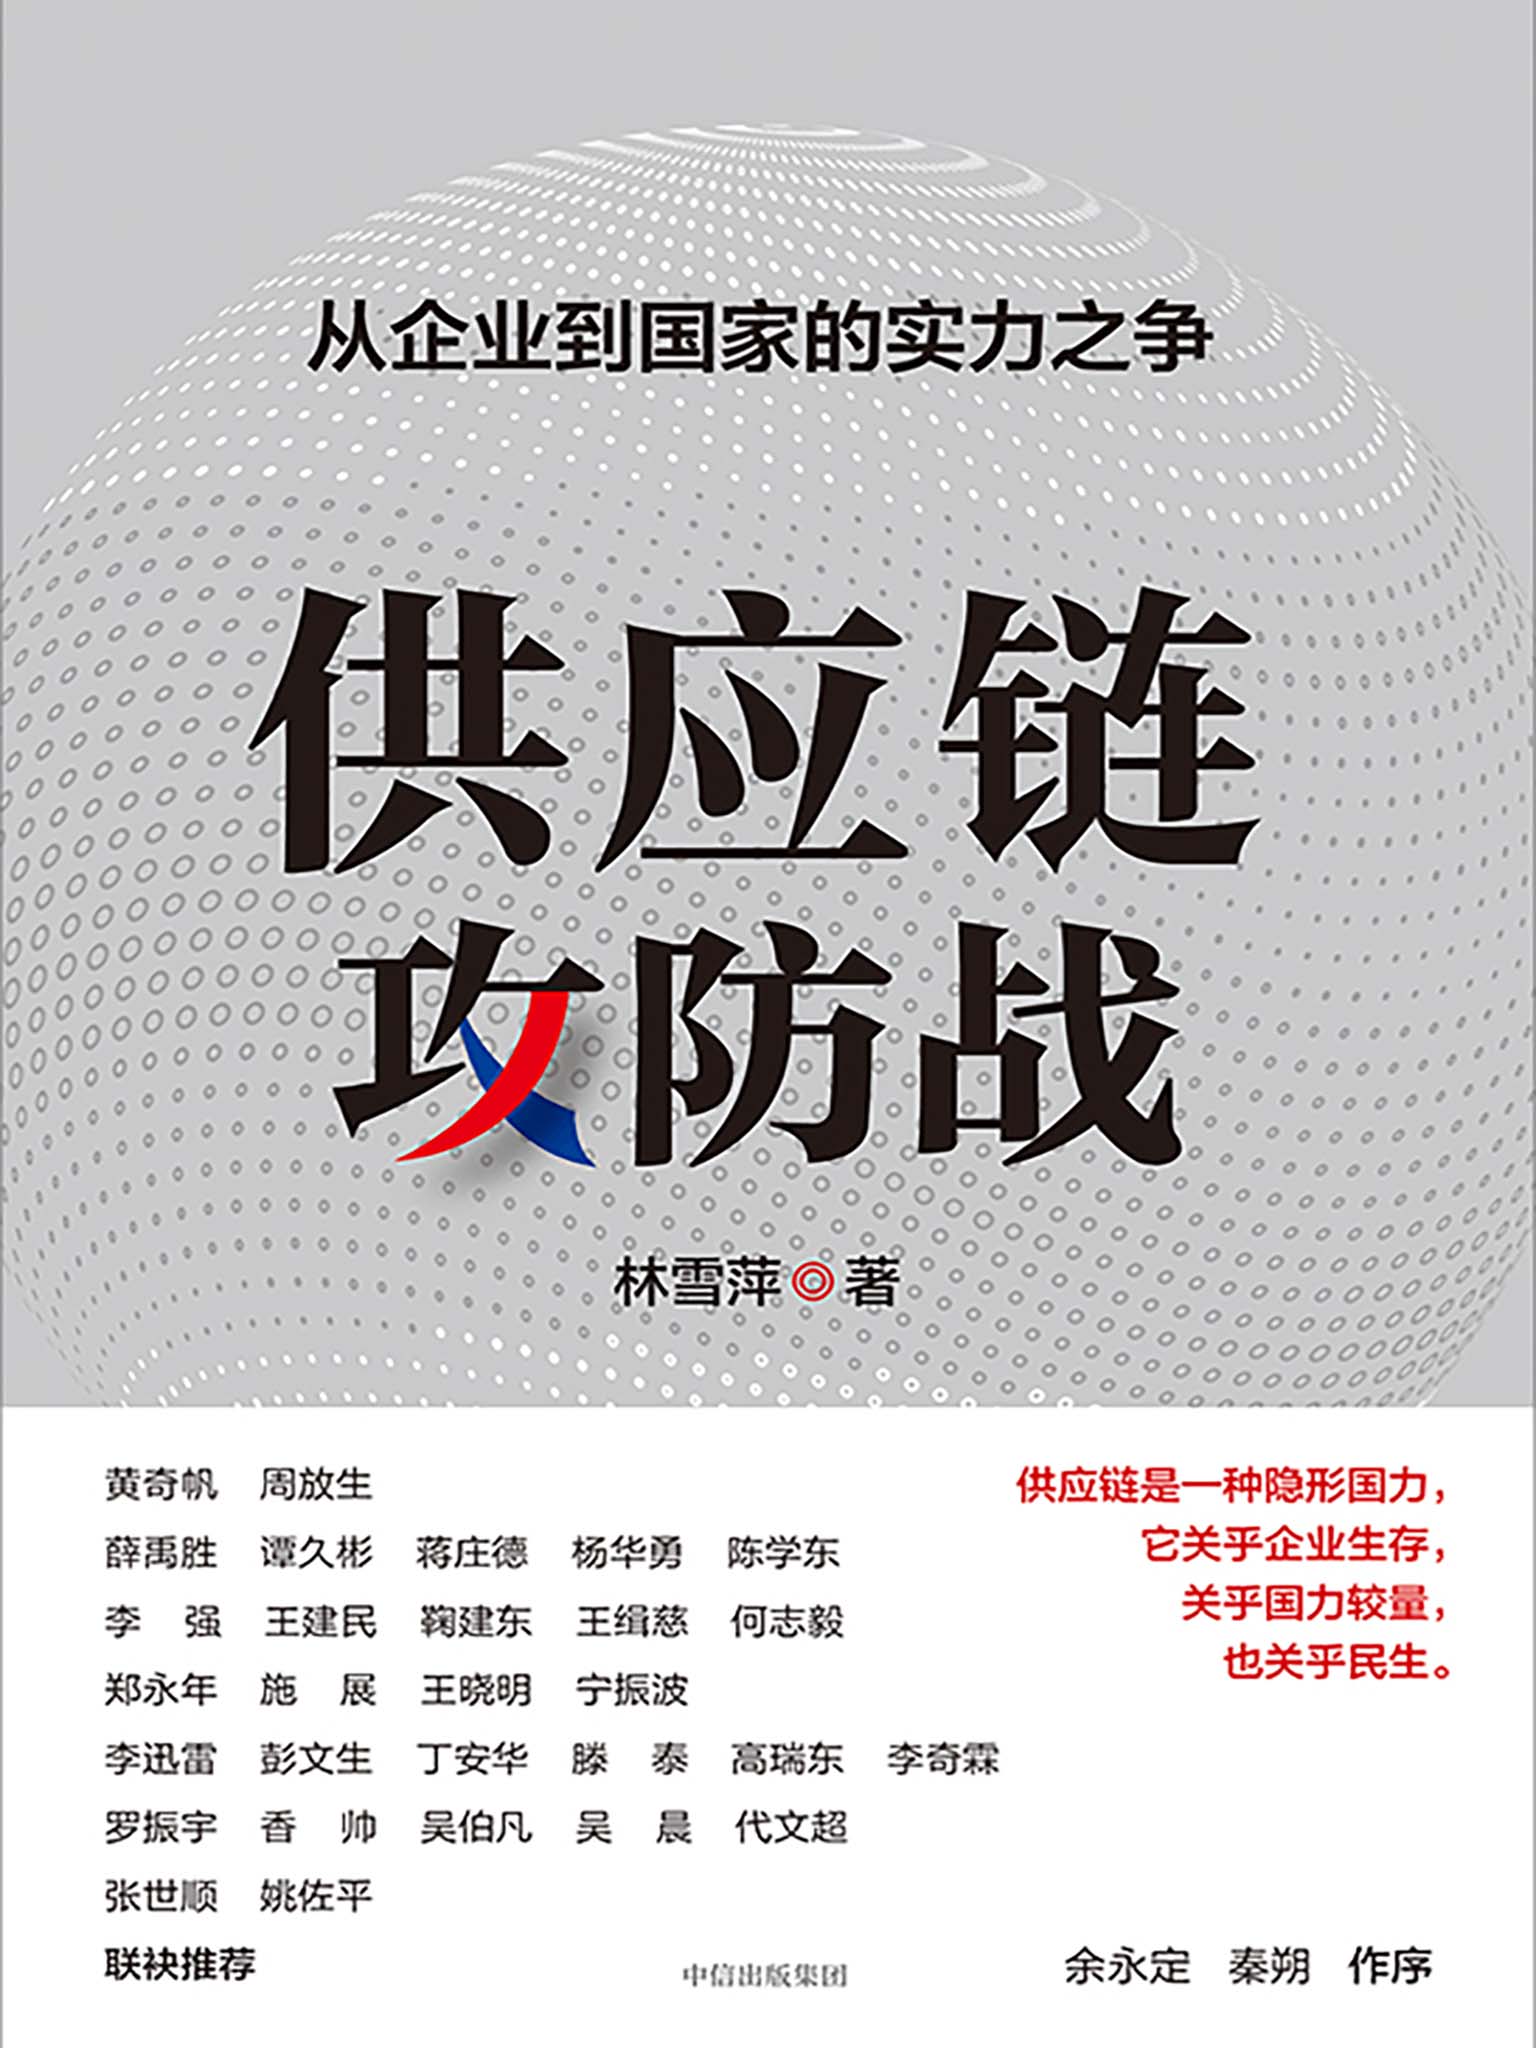 从企业到国家的实力之争
供应链
攻防战
林雪萍 著
黄奇帆 周放生
薛禹胜 谭久彬 蒋庄德 杨华勇 陈学东
李强 王建民 鞠建东 王缉慈 何志毅
郑永年 施展 王晓明 宁振波
李迅雷 彭文生 丁安华 滕泰 高瑞东 李奇霖
罗振宇 香帅 吴伯凡 吴晨 代文超
张世顺 姚佐平
联袂推荐
供应链是一种隐形国力，
它关乎企业生存，
关乎国力较量，
也关乎民生。
中信出版集团
余永定 秦朔 作序